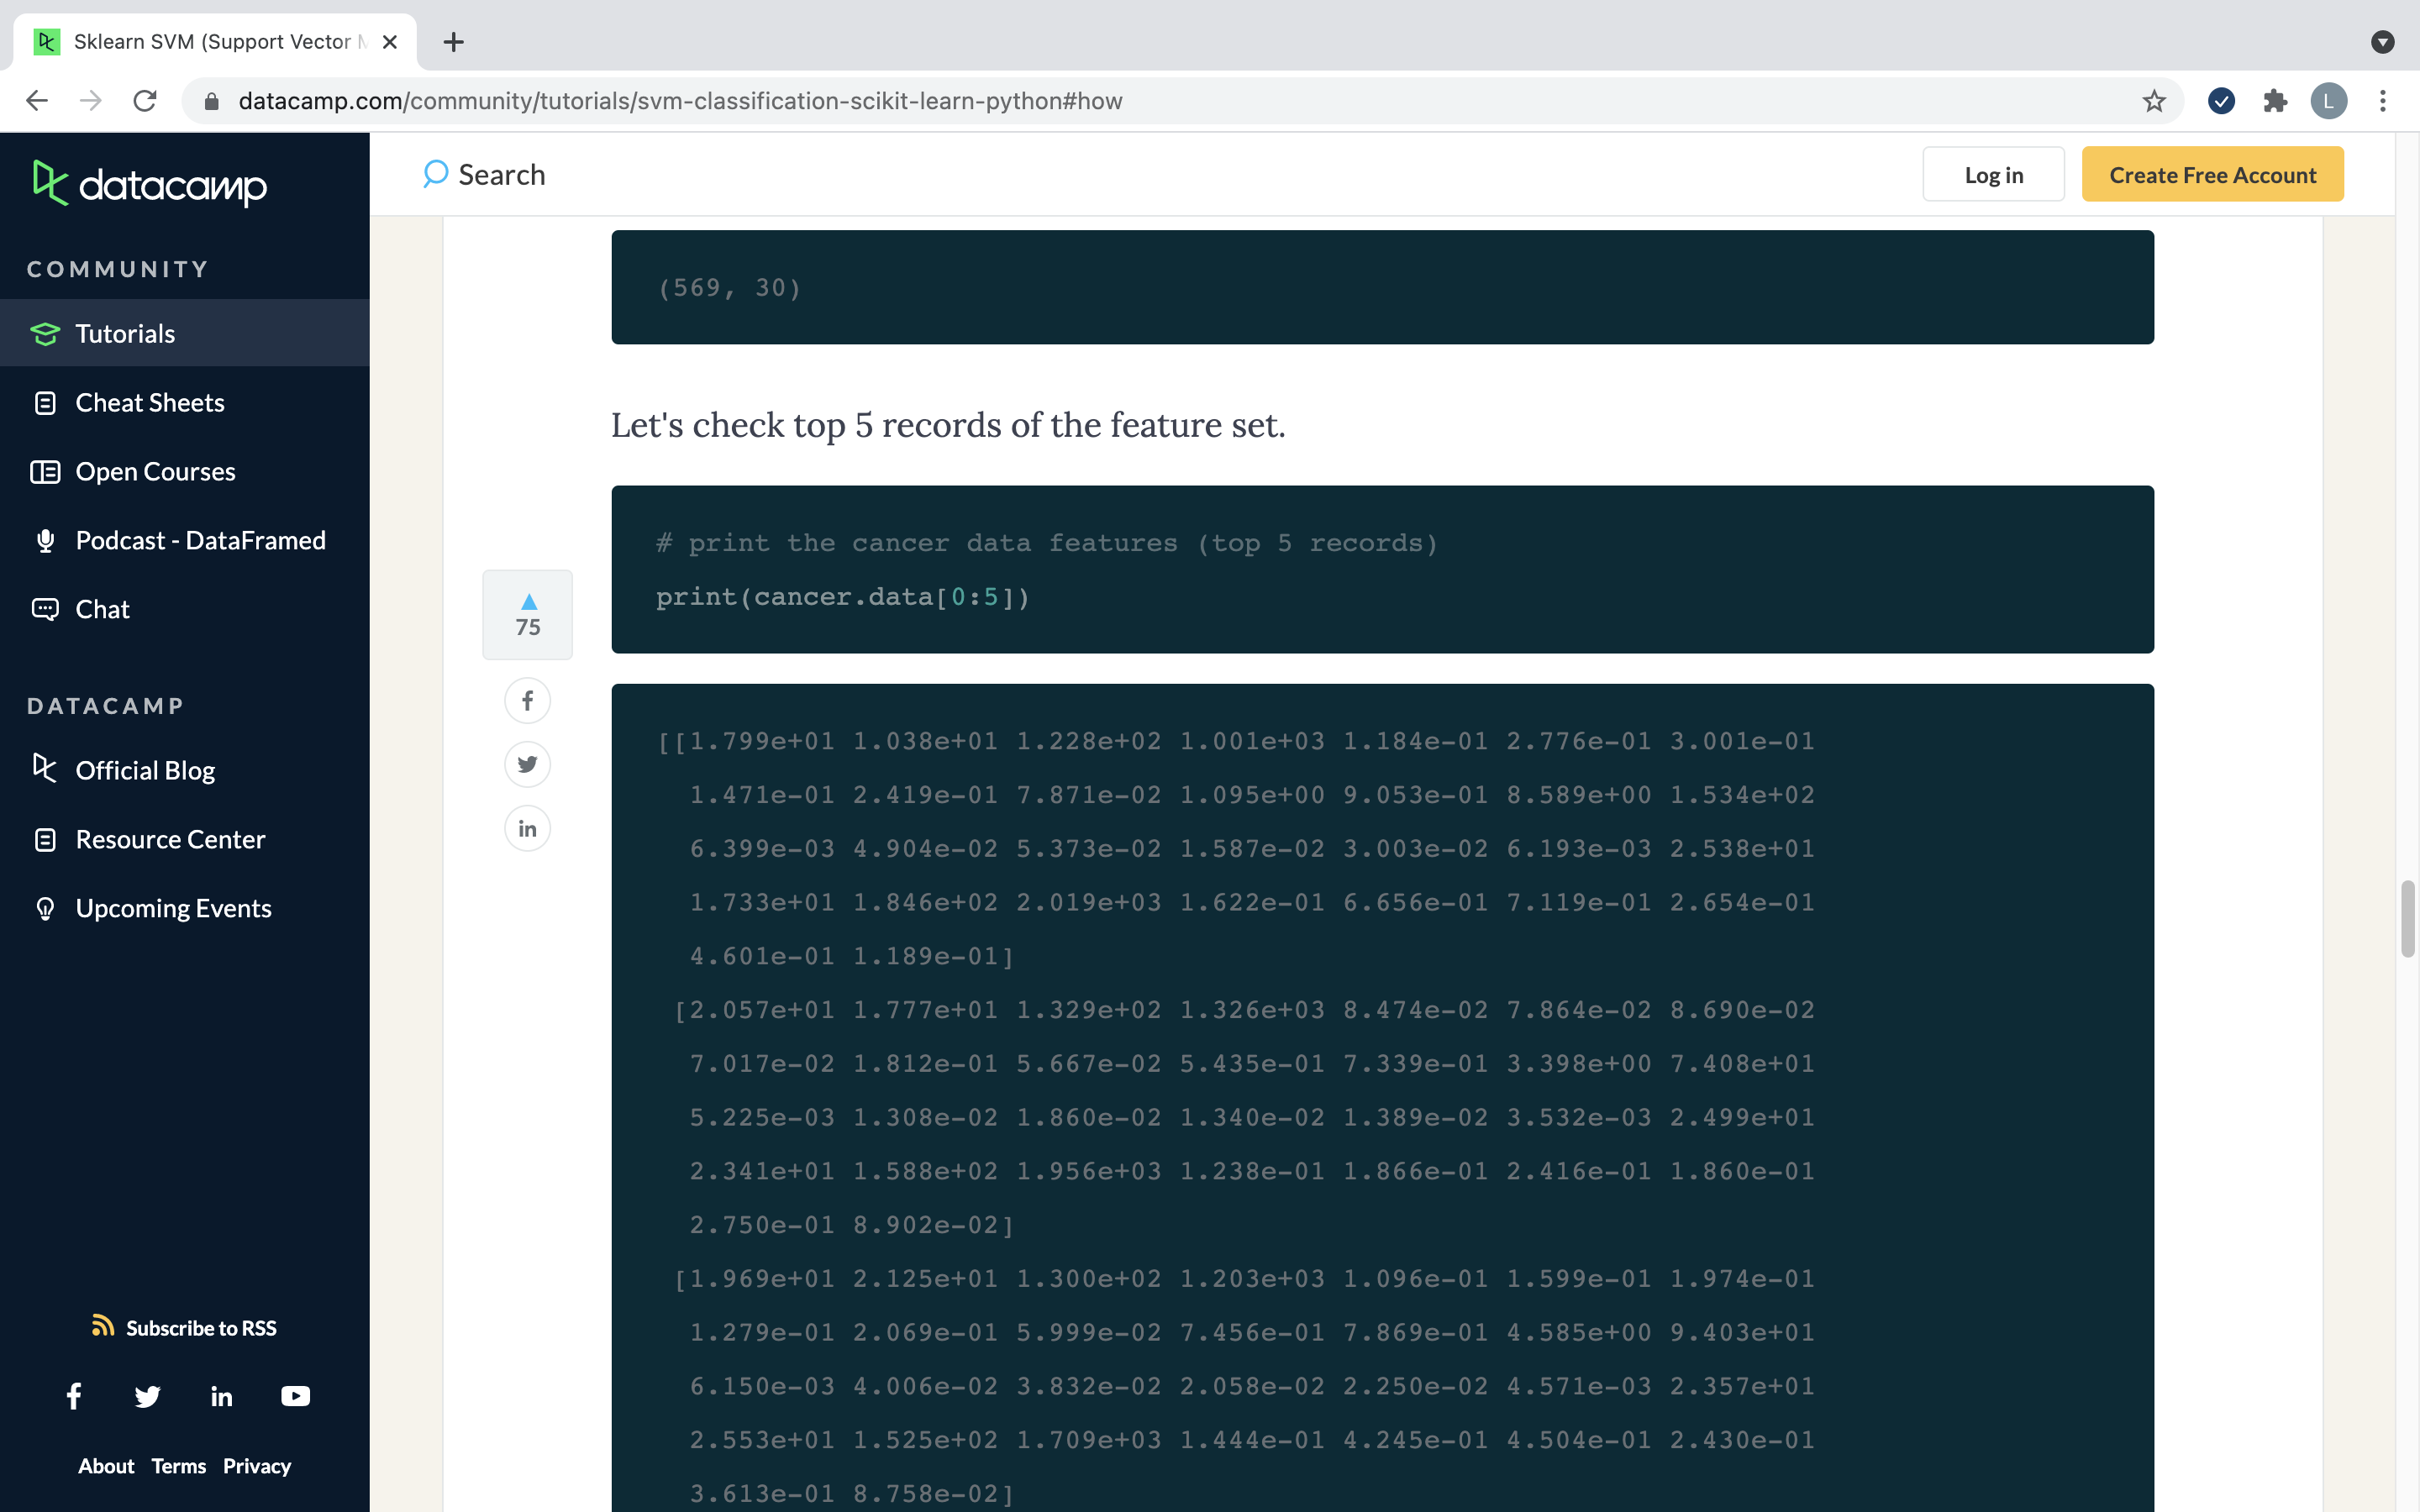 Sklearn SVM (Support Vector M
datacamp.com/community/tutorials/svm-classification-scikit-learn-python#how
L
datacamp
Search
Log in
Create Free Account
COMMUNITY
Tutorials
Cheat Sheets
Open Courses
Podcast - DataFramed
Chat
DATACAMP
Official Blog
Resource Center
Upcoming Events
Subscribe to RSS
About Terms Privacy
75
(569, 30)
Let's check top 5 records of the feature set.
# print the cancer data features (top 5 records)
print(cancer.data[0:5])
[[1.799e+01 1.038e+01 1.228e+02 1.001e+03 1.184e-01 2.776e-01 3.001e-01
1.471e-01 2.419e-01 7.871e-02 1.095e+00 9.053e-01 8.589e+00 1.534e+02
6.399e-03 4.904e-02 5.373e-02 1.587e-02 3.003e-02 6.193e-03 2.538e+01
1.733e+01 1.846e+02 2.019e+03 1.622e-01 6.656e-01 7.119e-01 2.654e-01
4.601e-01 1.189e-01]
[2.057e+01 1.777e+01 1.329e+02 1.326e+03 8.474e-02 7.864e-02 8.690e-02
7.017e-02 1.812e-01 5.667e-02 5.435e-01 7.339e-01 3.398e+00 7.408e+01
5.225e-03 1.308e-02 1.860e-02 1.340e-02 1.389e-02 3.532e-03 2.499e+01
2.341e+01 1.588e+02 1.956e+03 1.238e-01 1.866e-01 2.416e-01 1.860e-01
2.750e-01 8.902e-02]
[1.969e+01 2.125e+01 1.300e+02 1.203e+03 1.096e-01 1.599e-01 1.974e-01
1.279e-01 2.069e-01 5.999e-02 7.456e-01 7.869e-01 4.585e+00 9.403e+01
6.150e-03 4.006e-02 3.832e-02 2.058e-02 2.250e-02 4.571e-03 2.357e+01
2.553e+01 1.525e+02 1.709e+03 1.444e-01 4.245e-01 4.504e-01 2.430e-01
3.613e-01 8.758e-02]